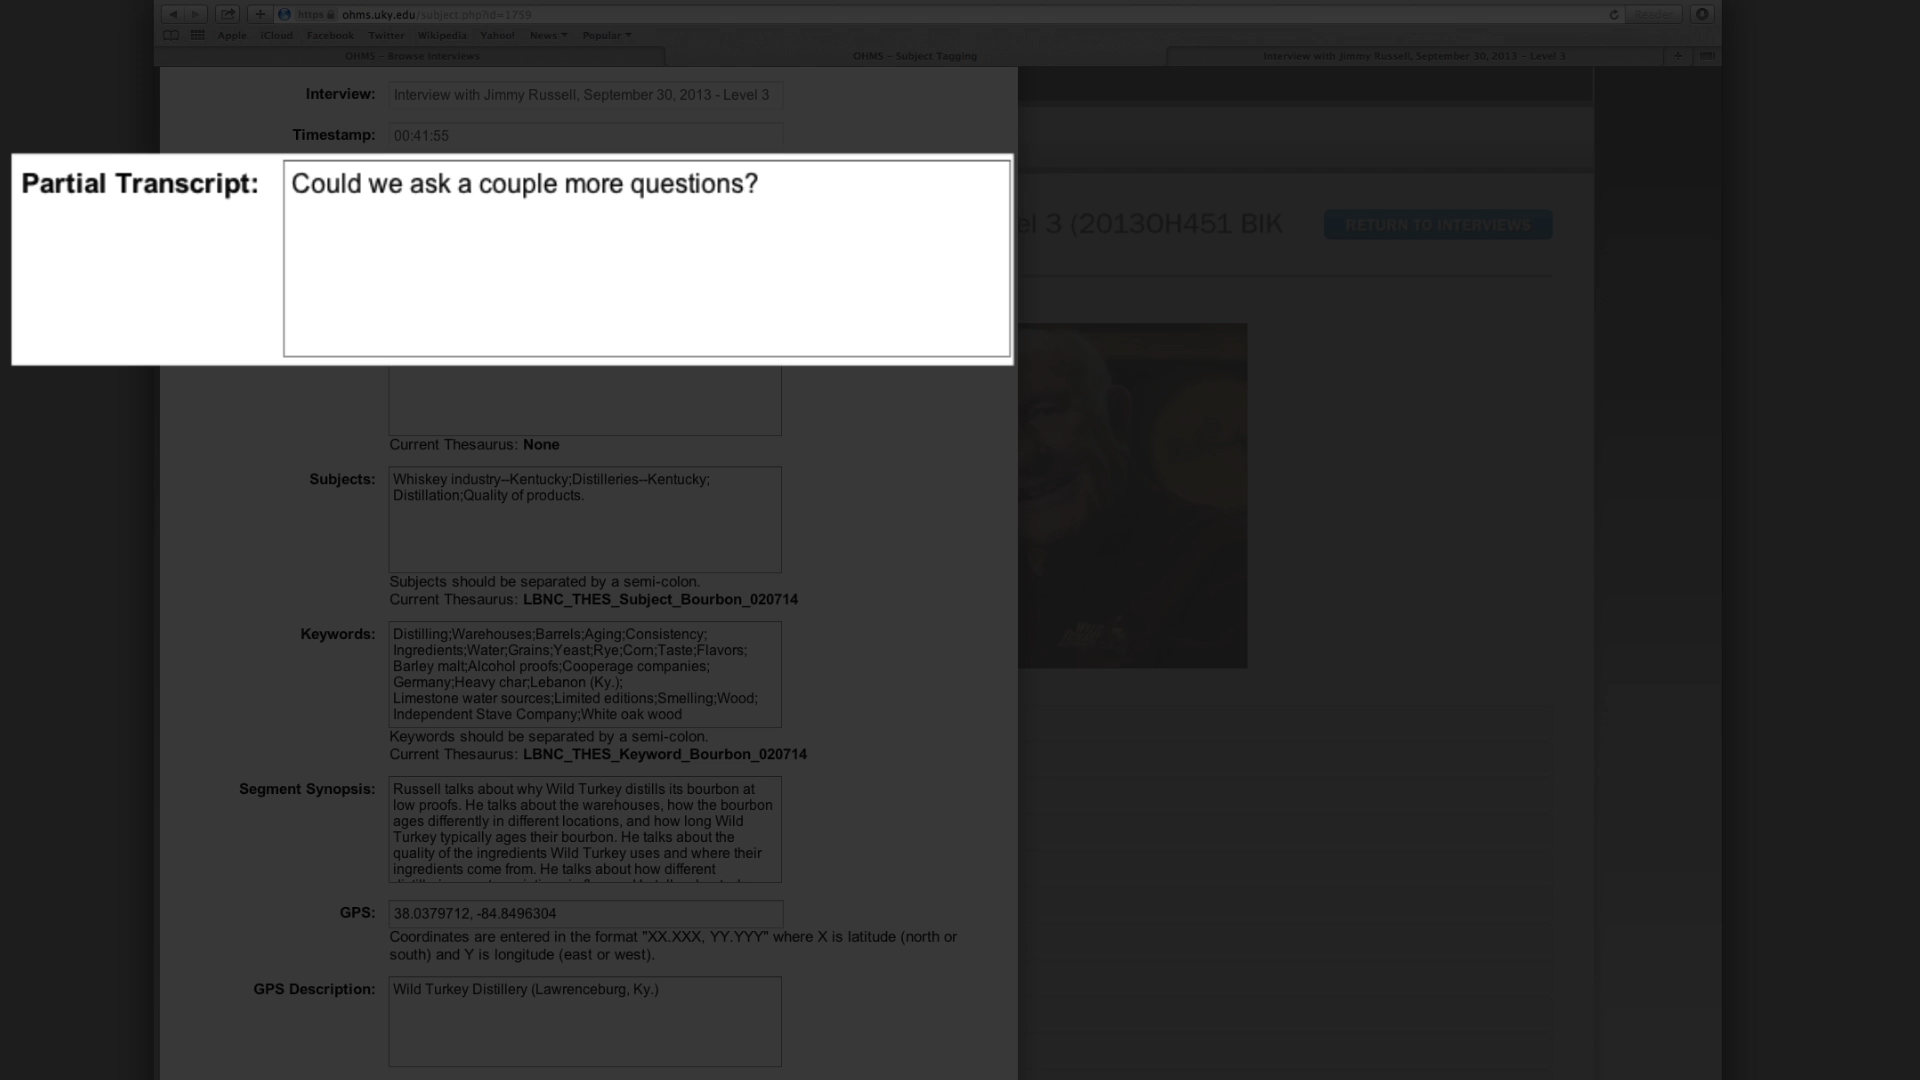 https ohms.uky.edu/subject.php?id=1759
Reader
Apple iCloud Facebook Twitter Wikipedia Yahoo! News Popular
OHMS – Browse Interviews
OHMS – Subject Tagging
Interview with Jimmy Russell, September 30, 2013 – Level 3
Interview: Interview with Jimmy Russell, September 30, 2013 - Level 3
Timestamp: 00:41:55
Partial Transcript: Could we ask a couple more questions?
el 3 (2013OH451 BIK
RETURN TO INTERVIEWS
Current Thesaurus: None
Subjects: Whiskey industry--Kentucky;Distilleries--Kentucky;
Distillation;Quality of products.
Subjects should be separated by a semi-colon.
Current Thesaurus: LBNC_THES_Subject_Bourbon_020714
Keywords: Distilling;Warehouses;Barrels;Aging;Consistency;
Ingredients;Water;Grains;Yeast;Rye;Corn;Taste;Flavors;
Barley malt;Alcohol proofs;Cooperage companies;
Germany;Heavy char;Lebanon (Ky.);
Limestone water sources;Limited editions;Smelling;Wood;
Independent Stave Company;White oak wood
Keywords should be separated by a semi-colon.
Current Thesaurus: LBNC_THES_Keyword_Bourbon_020714
Segment Synopsis: Russell talks about why Wild Turkey distills its bourbon at
low proofs. He talks about the warehouses, how the bourbon
ages differently in different locations, and how long Wild
Turkey typically ages their bourbon. He talks about the
quality of the ingredients Wild Turkey uses and where their
ingredients come from. He talks about how different
GPS: 38.0379712, -84.8496304
Coordinates are entered in the format "XX.XXX, YY.YYY" where X is latitude (north or
south) and Y is longitude (east or west).
GPS Description: Wild Turkey Distillery (Lawrenceburg, Ky.)